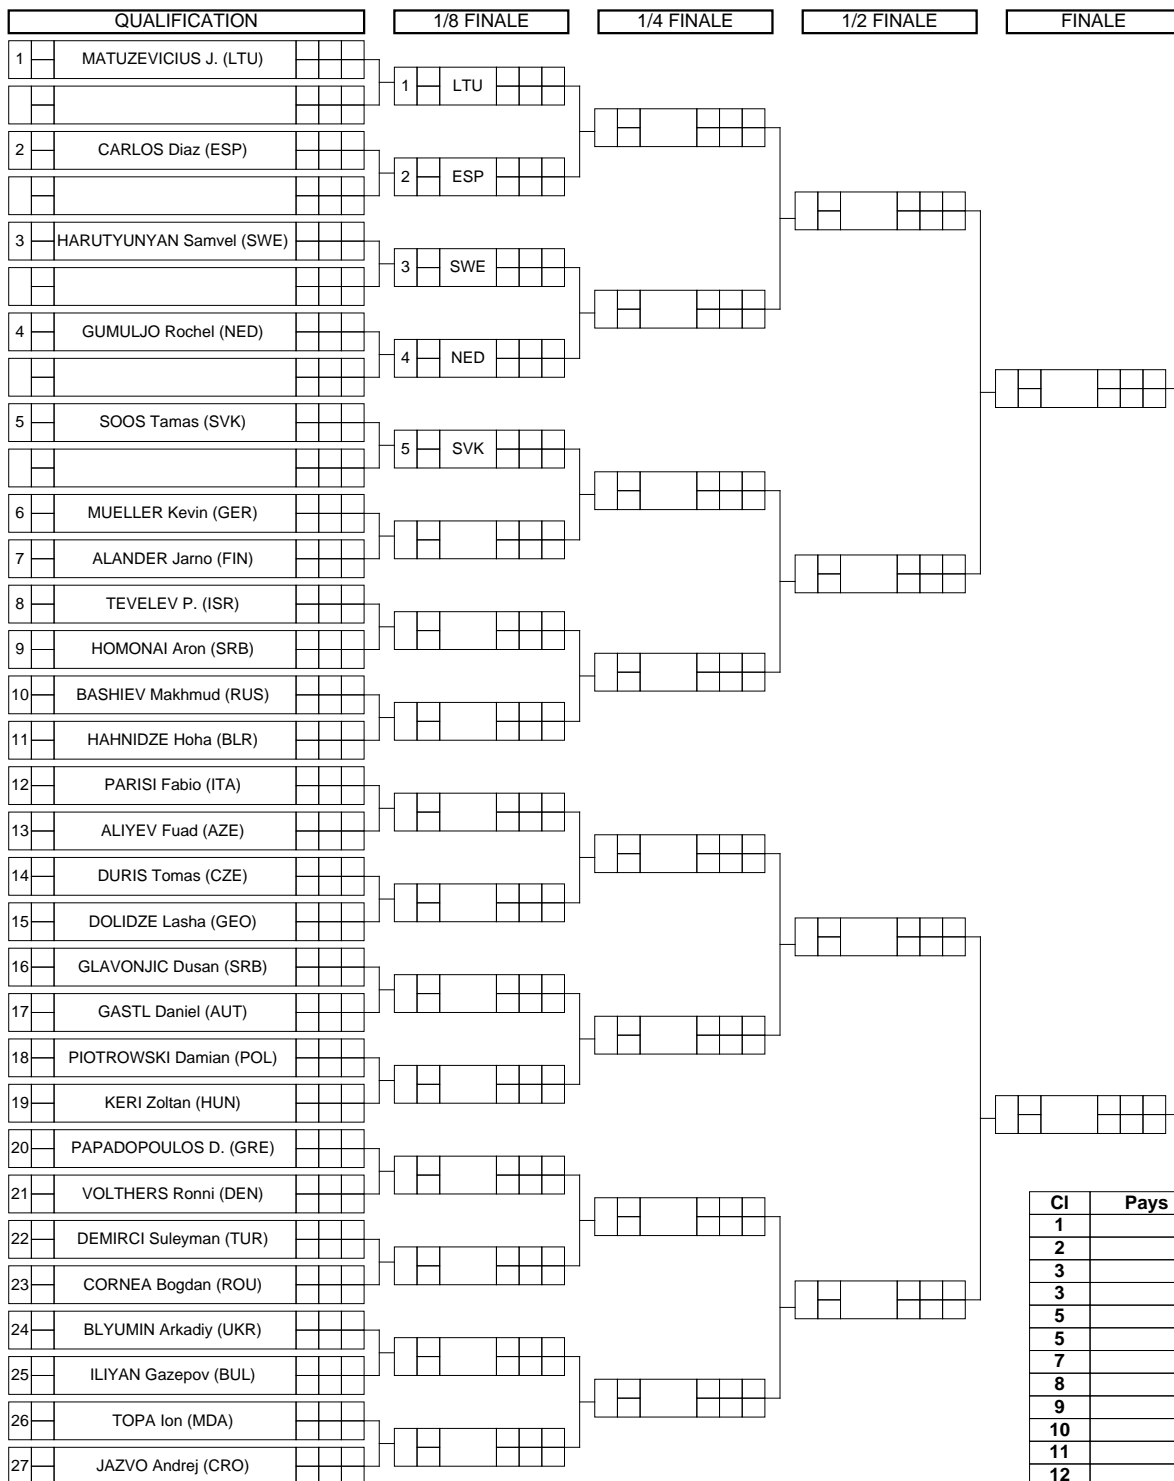 QUALIFICATION
1/8 FINALE
1/4 FINALE
1/2 FINALE
FINALE
1 MATUZEVICIUS J. (LTU)
2 CARLOS Diaz (ESP)
3 HARUTYUNYAN Samvel (SWE)
4 GUMULJO Rochel (NED)
5 SOOS Tamas (SVK)
6 MUELLER Kevin (GER)
7 ALANDER Jarno (FIN)
8 TEVELEV P. (ISR)
9 HOMONAI Aron (SRB)
10 BASHIEV Makhmud (RUS)
11 HAHNIDZE Hoha (BLR)
12 PARISI Fabio (ITA)
13 ALIYEV Fuad (AZE)
14 DURIS Tomas (CZE)
15 DOLIDZE Lasha (GEO)
16 GLAVONJIC Dusan (SRB)
17 GASTL Daniel (AUT)
18 PIOTROWSKI Damian (POL)
19 KERI Zoltan (HUN)
20 PAPADOPOULOS D. (GRE)
21 VOLTHERS Ronni (DEN)
22 DEMIRCI Suleyman (TUR)
23 CORNEA Bogdan (ROU)
24 BLYUMIN Arkadiy (UKR)
25 ILIYAN Gazepov (BUL)
26 TOPA Ion (MDA)
27 JAZVO Andrej (CRO)
1 LTU
2 ESP
3 SWE
4 NED
5 SVK
Cl Pays
1
2
3
3
5
5
7
8
9
10
11
12